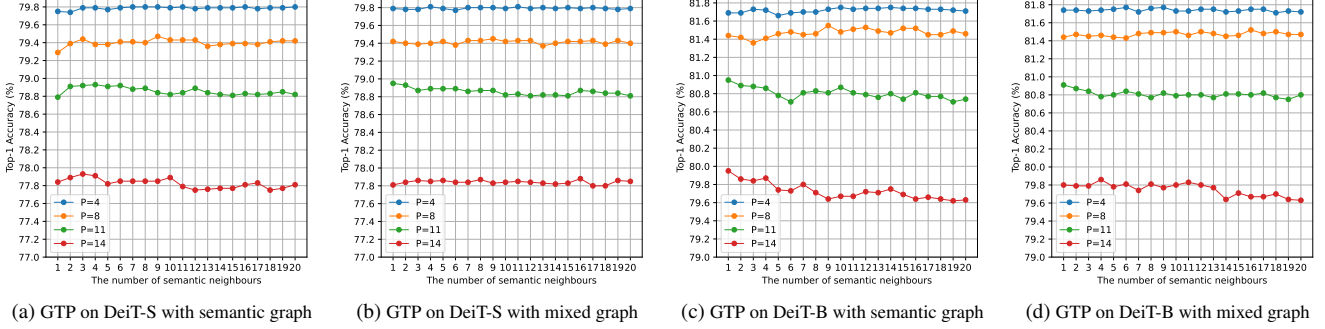 Top-1 Accuracy (%)
79.8
79.6
79.4
79.2
79.0
78.8
78.6
78.4
78.2
78.0
77.8
77.6
77.4
77.2
77.0
P=4
P=8
P=11
P=14
1 2 3 4 5 6 7 8 9 10 11 12 13 14 15 16 17 18 19 20
The number of semantic neighbours
(a) GTP on DeiT-S with semantic graph
Top-1 Accuracy (%)
79.8
79.6
79.4
79.2
79.0
78.8
78.6
78.4
78.2
78.0
77.8
77.6
77.4
77.2
77.0
P=4
P=8
P=11
P=14
1 2 3 4 5 6 7 8 9 10 11 12 13 14 15 16 17 18 19 20
The number of semantic neighbours
(b) GTP on DeiT-S with mixed graph
Top-1 Accuracy (%)
81.8
81.6
81.4
81.2
81.0
80.8
80.6
80.4
80.2
80.0
79.8
79.6
79.4
79.2
79.0
P=4
P=8
P=11
P=14
1 2 3 4 5 6 7 8 9 10 11 12 13 14 15 16 17 18 19 20
The number of semantic neighbours
(c) GTP on DeiT-B with semantic graph
Top-1 Accuracy (%)
81.8
81.6
81.4
81.2
81.0
80.8
80.6
80.4
80.2
80.0
79.8
79.6
79.4
79.2
79.0
P=4
P=8
P=11
P=14
1 2 3 4 5 6 7 8 9 10 11 12 13 14 15 16 17 18 19 20
The number of semantic neighbours
(d) GTP on DeiT-B with mixed graph